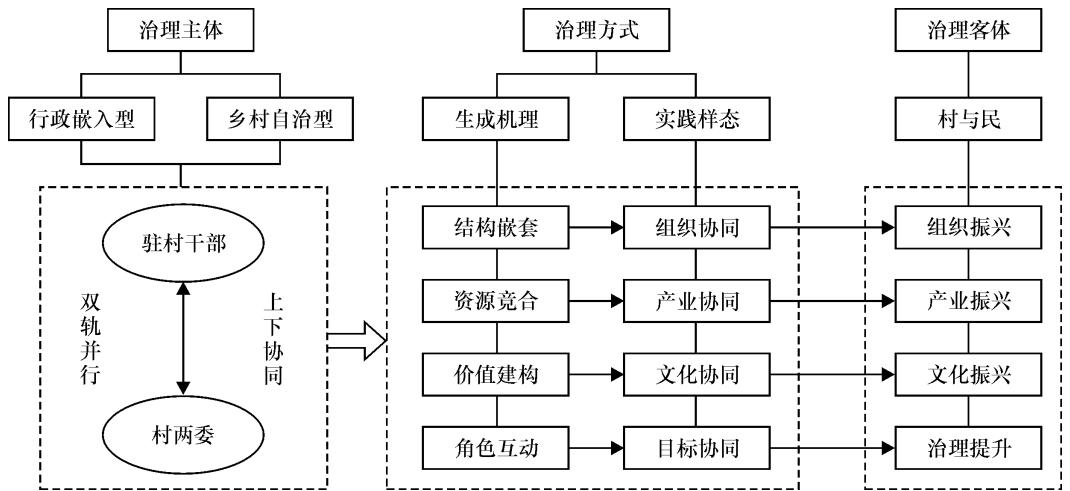 治理主体
治理方式
治理客体
行政嵌入型
乡村自治型
生成机理
实践样态
村与民
驻村干部
双轨并行
上下协同
村两委
结构嵌套
组织协同
组织振兴
资源竞合
产业协同
产业振兴
价值建构
文化协同
文化振兴
角色互动
目标协同
治理提升